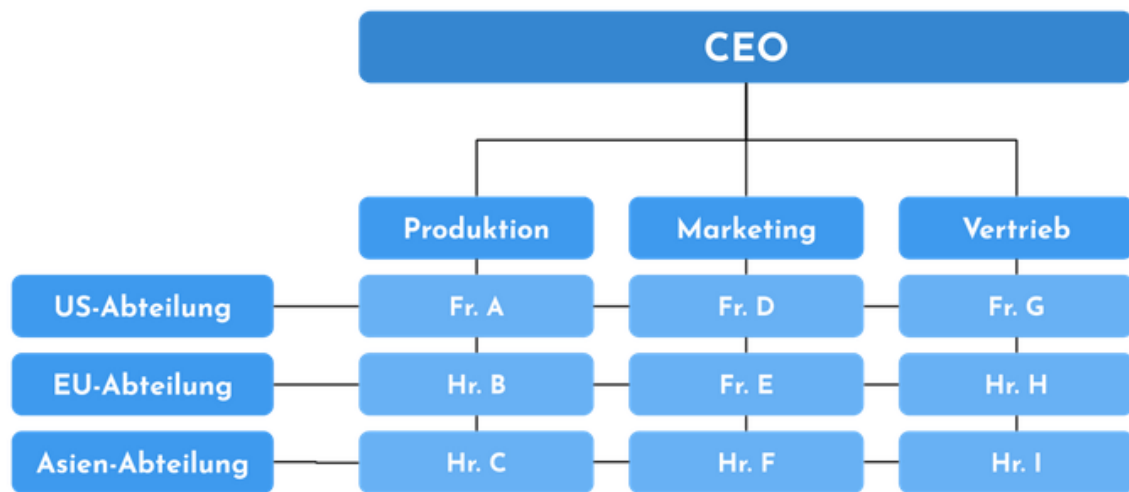 CEO
Produktion Marketing Vertrieb
US-Abteilung Fr. A Fr. D Fr. G
EU-Abteilung Hr. B Fr. E Hr. H
Asien-Abteilung Hr. C Hr. F Hr. I